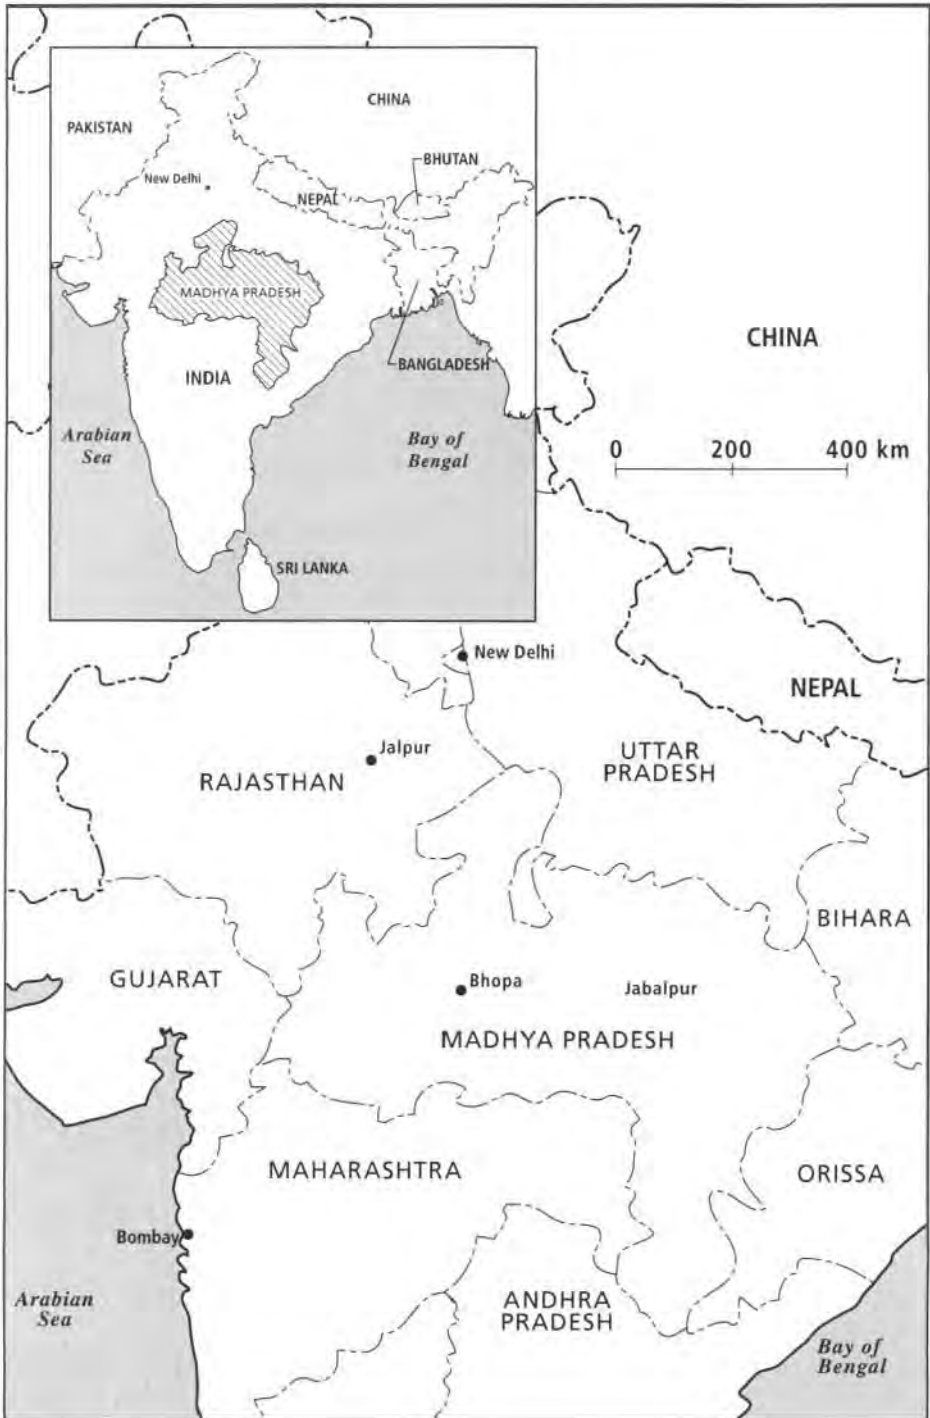 CHINA
PAKISTAN
BHUTAN
New Delhi
NEPAL
MADHYA PRADESH
BANGLADESH
INDIA
Arabian
Sea
Bay of
Bengal
SRI LANKA
CHINA
0 200 400 km
New Delhi
NEPAL
Jalpur
UTTAR
PRADESH
RAJASTHAN
BIHARA
GUJARAT
Bhopa
Jabalpur
MADHYA PRADESH
MAHARASHTRA
ORISSA
Bombay
Arabian
Sea
ANDHRA
PRADESH
Bay of
Bengal